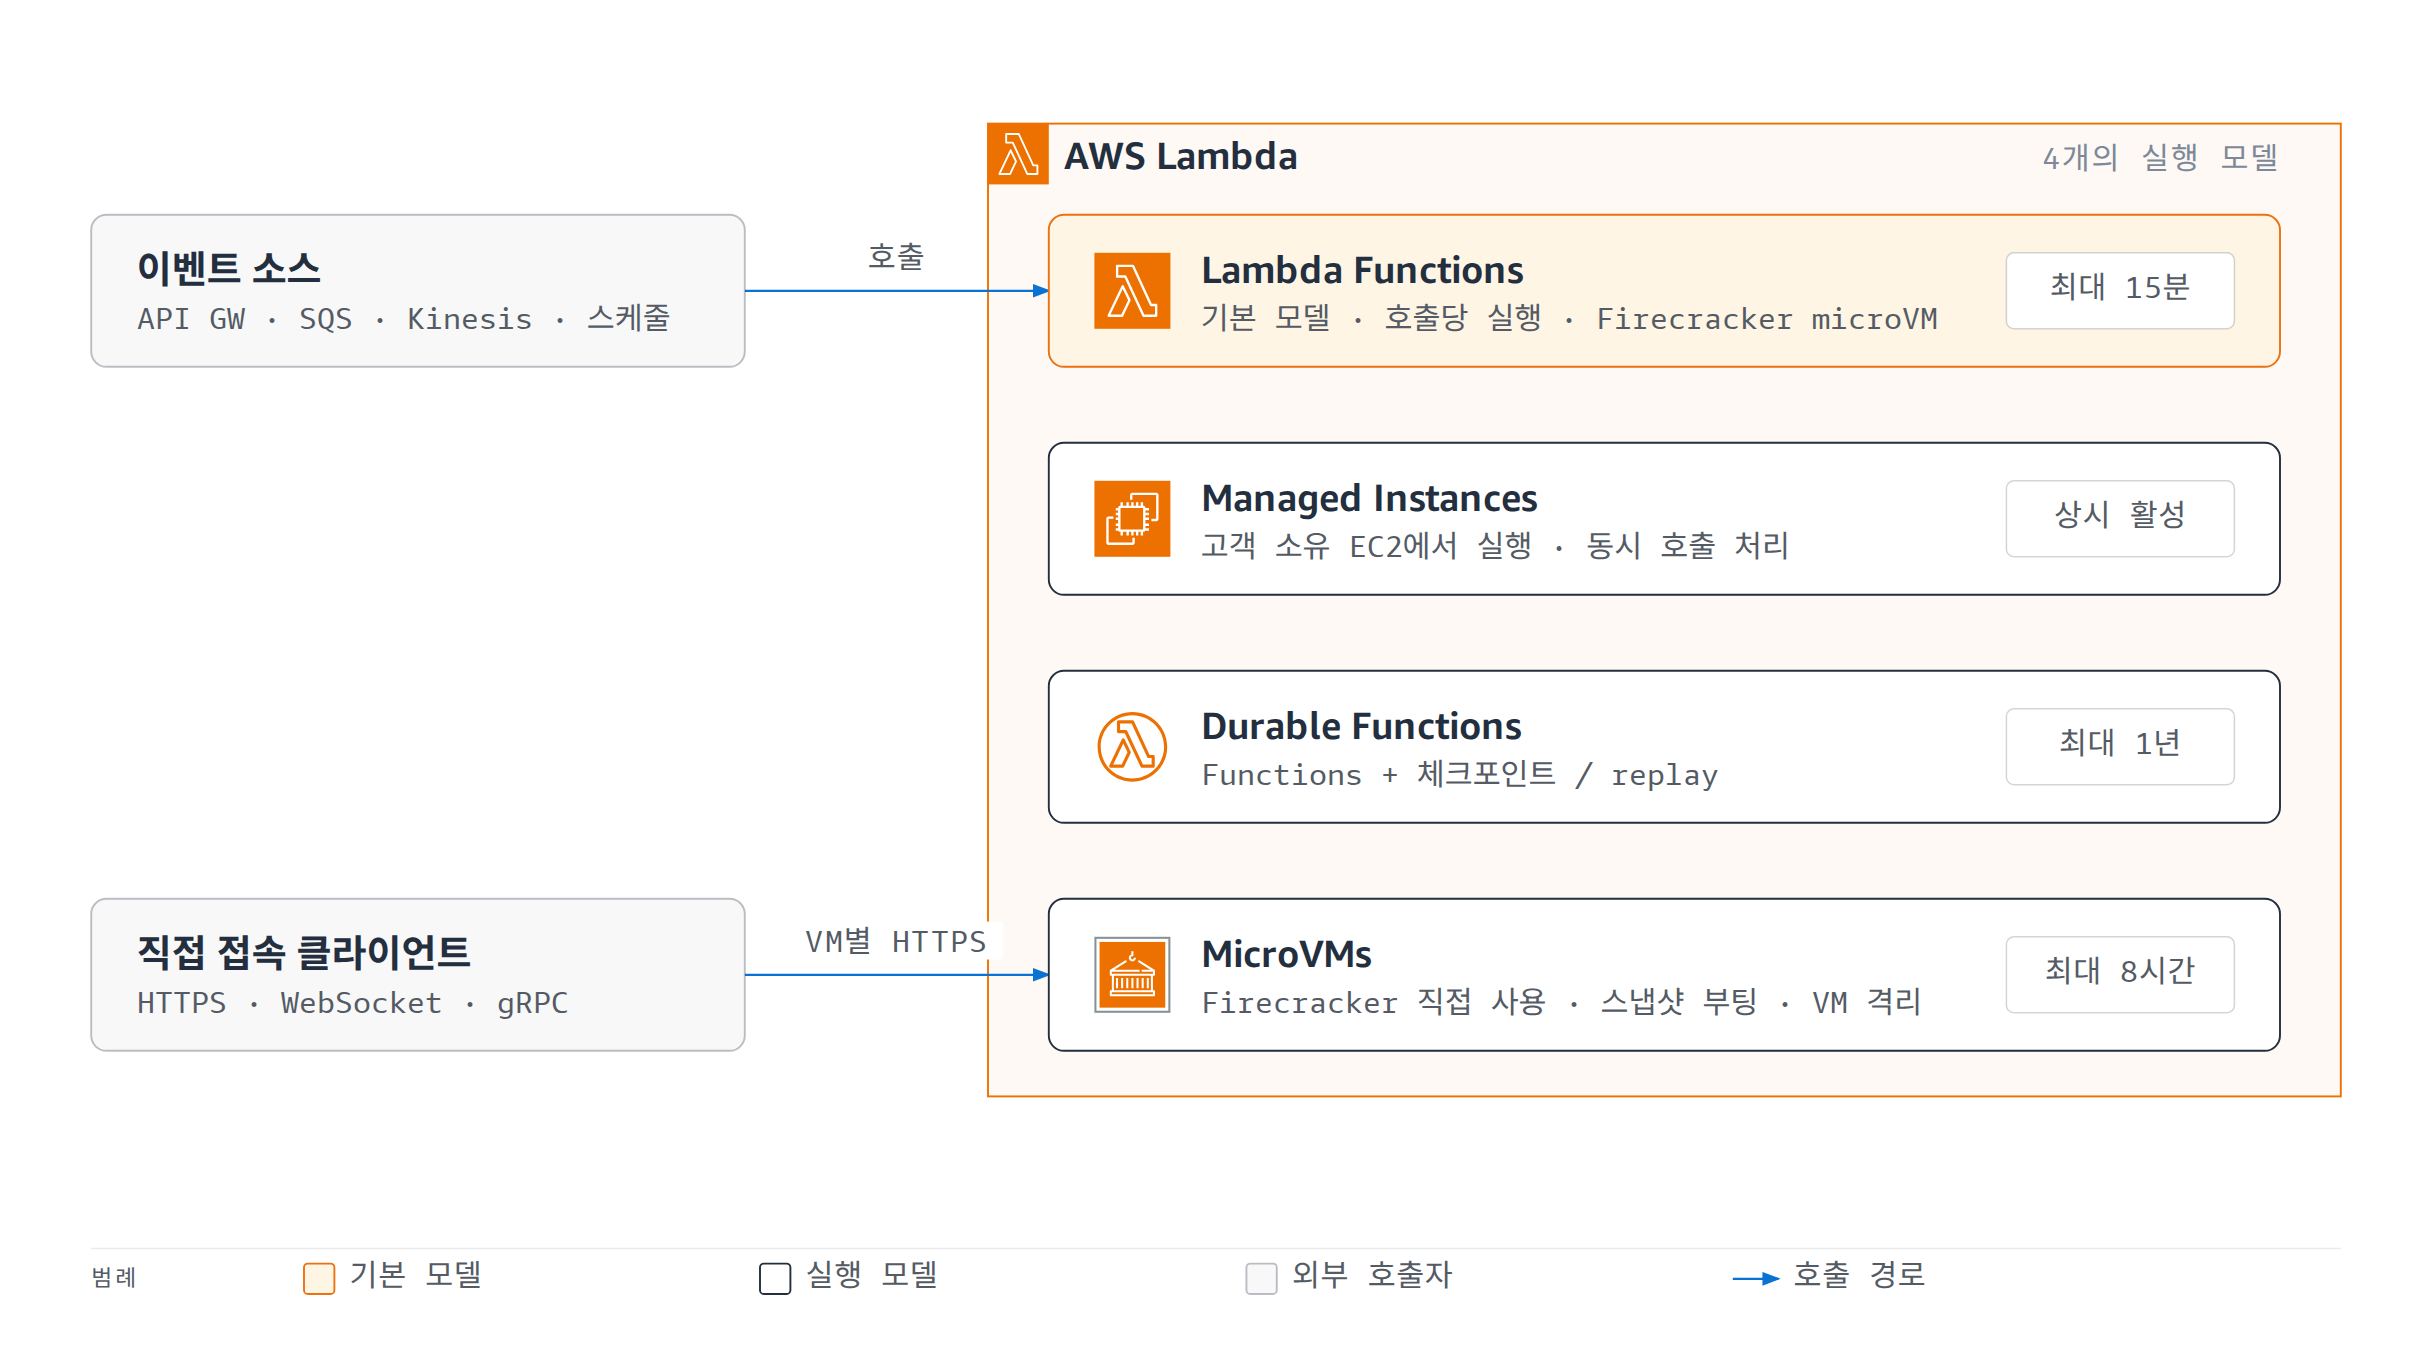 AWS Lambda
4개의 실행 모델
이벤트 소스
API GW · SQS · Kinesis · 스케줄
호출
Lambda Functions
기본 모델 · 호출당 실행 · Firecracker microVM
최대 15분
Managed Instances
고객 소유 EC2에서 실행 · 동시 호출 처리
상시 활성
Durable Functions
Functions + 체크포인트 / replay
최대 1년
직접 접속 클라이언트
HTTPS · WebSocket · gRPC
VM별 HTTPS
MicroVMs
Firecracker 직접 사용 · 스냅샷 부팅 · VM 격리
최대 8시간
범례
기본 모델
실행 모델
외부 호출자
호출 경로